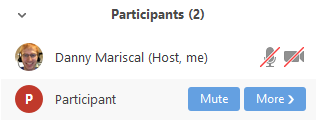 Participants (2)
Danny Mariscal (Host, me)
P Participant Mute More